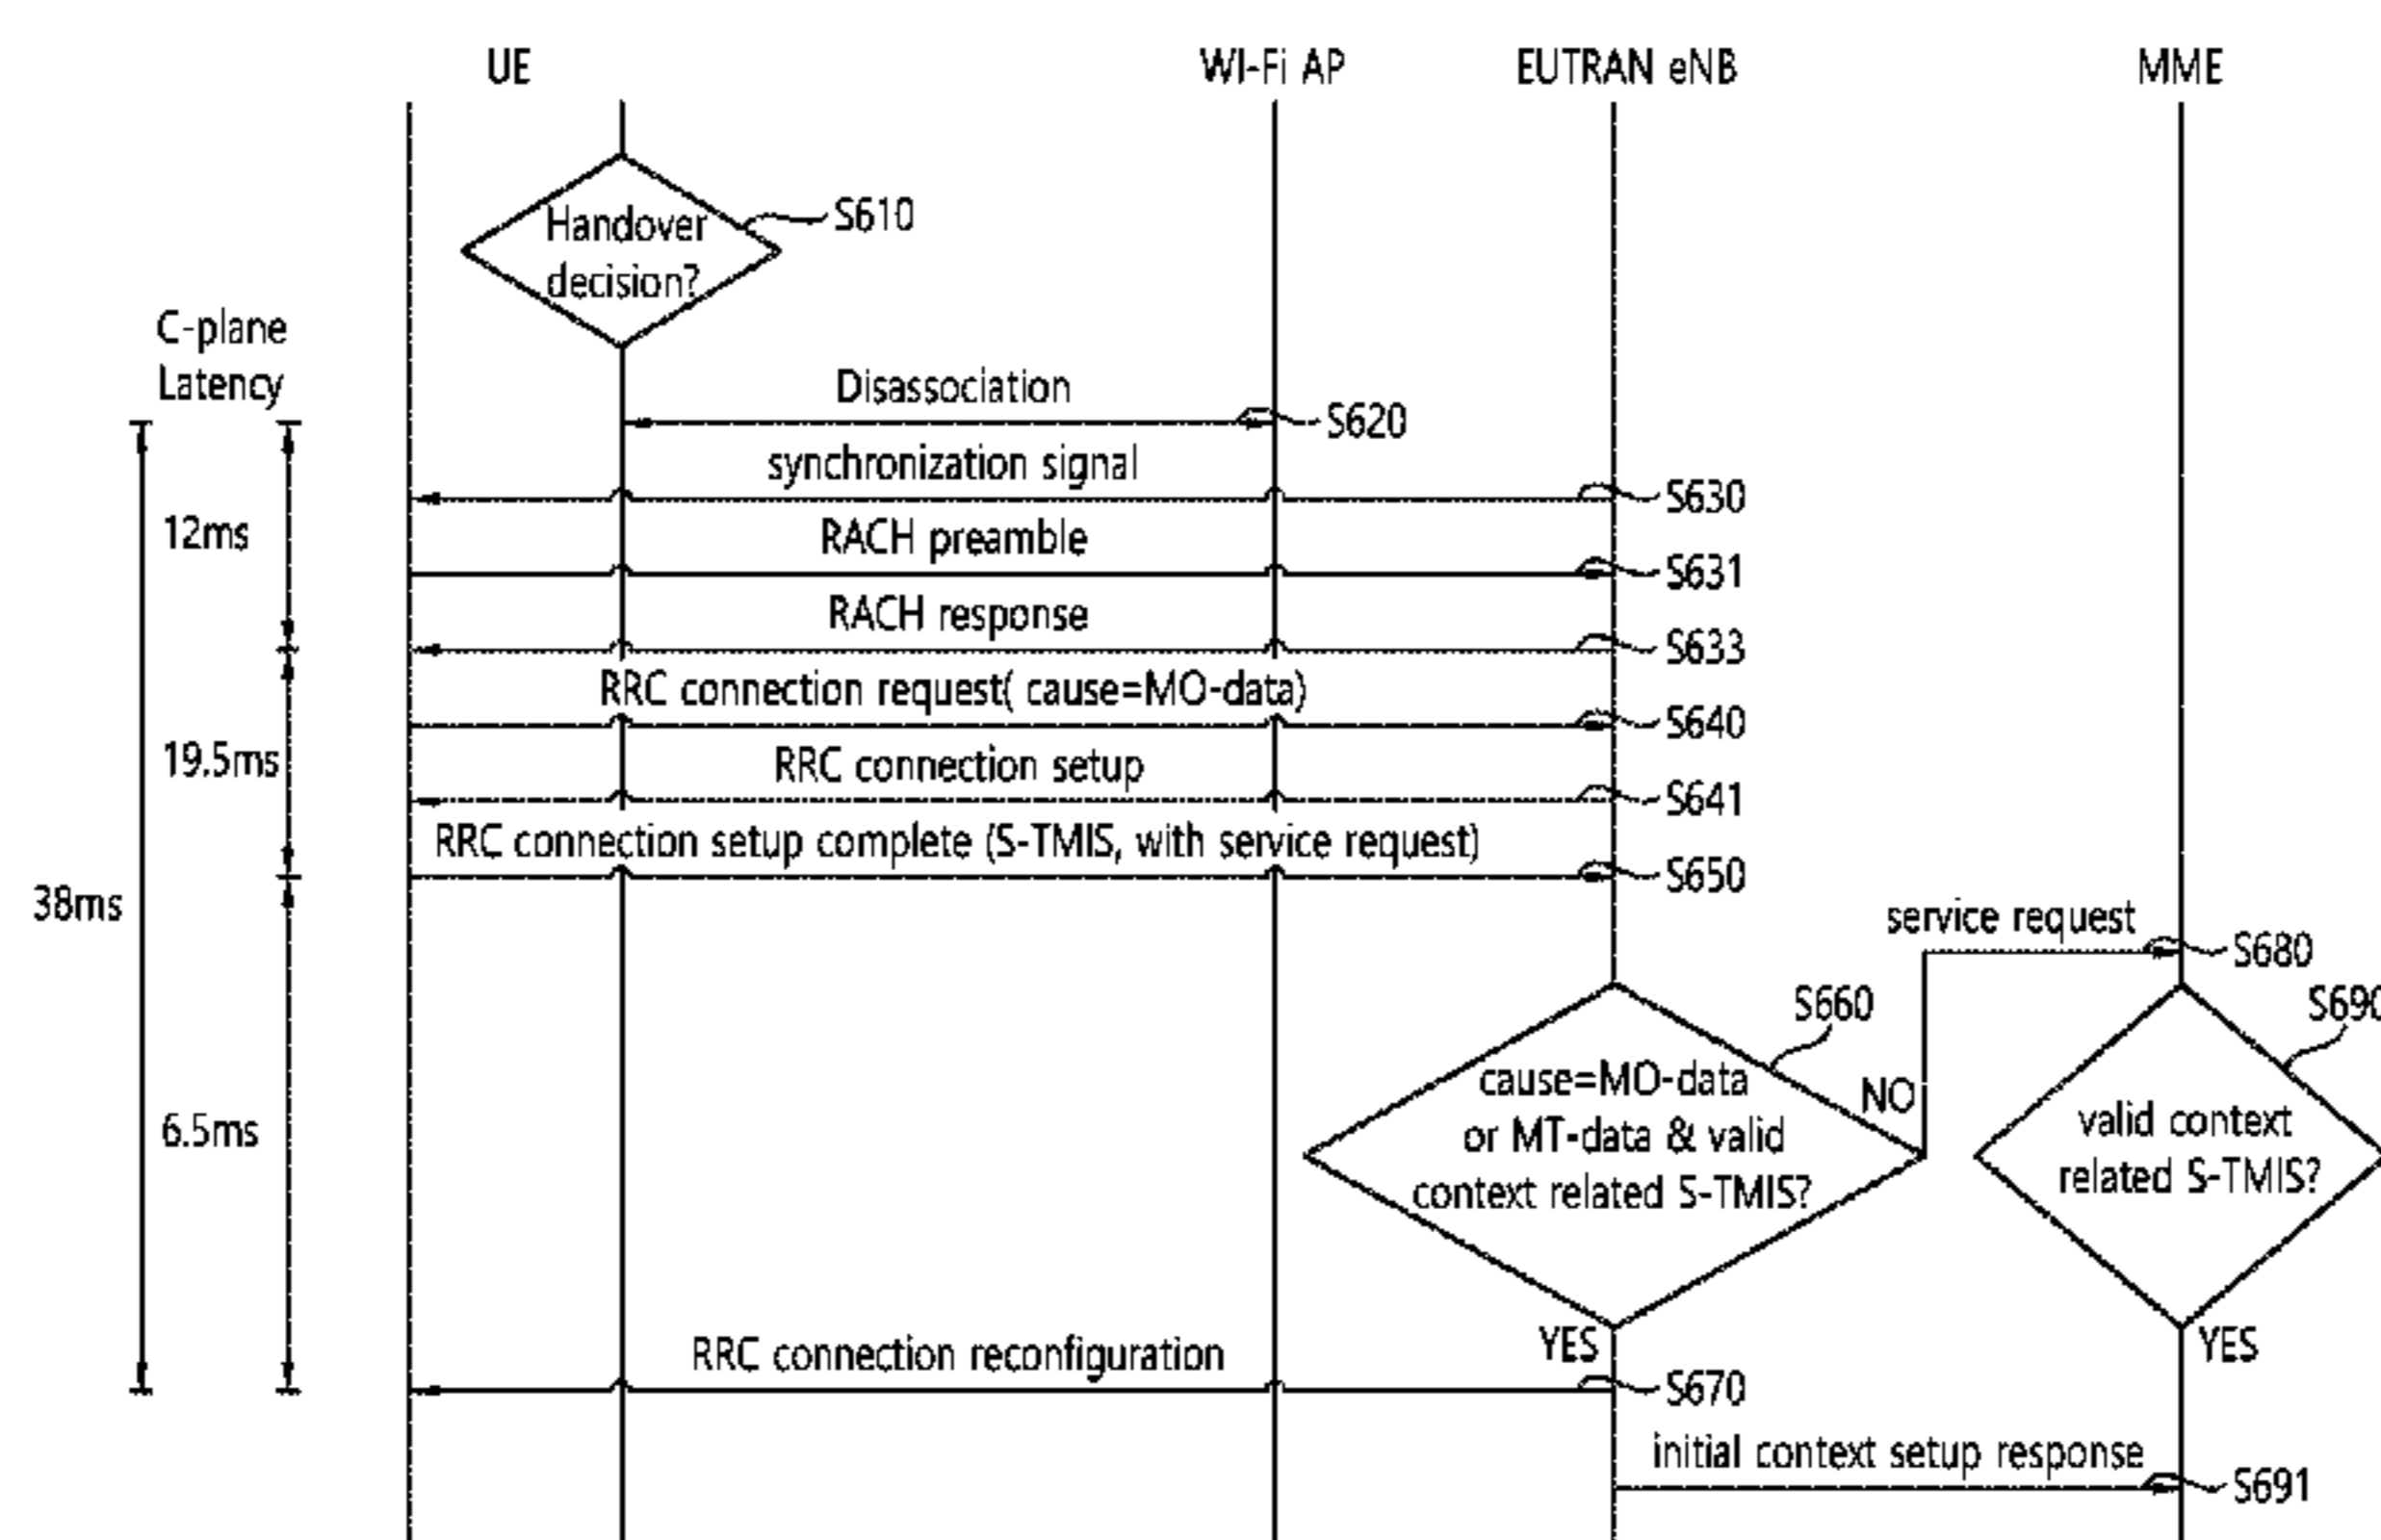 UE
WI-Fi AP
EUTRAN eNB
MME
Handover
decision?
S610
C-plane
Latency
Disassociation
S620
synchronization signal
S630
12ms
RACH preamble
S631
RACH response
S633
RRC connection request( cause=MO-data)
S640
19.5ms
RRC connection setup
S641
RRC connection setup complete (S-TMIS, with service request)
S650
38ms
service request
S680
S660
S690
cause=MO-data
or MT-data & valid
context related S-TMIS?
NO
valid context
related S-TMIS?
6.5ms
YES
YES
RRC connection reconfiguration
S670
initial context setup response
S691